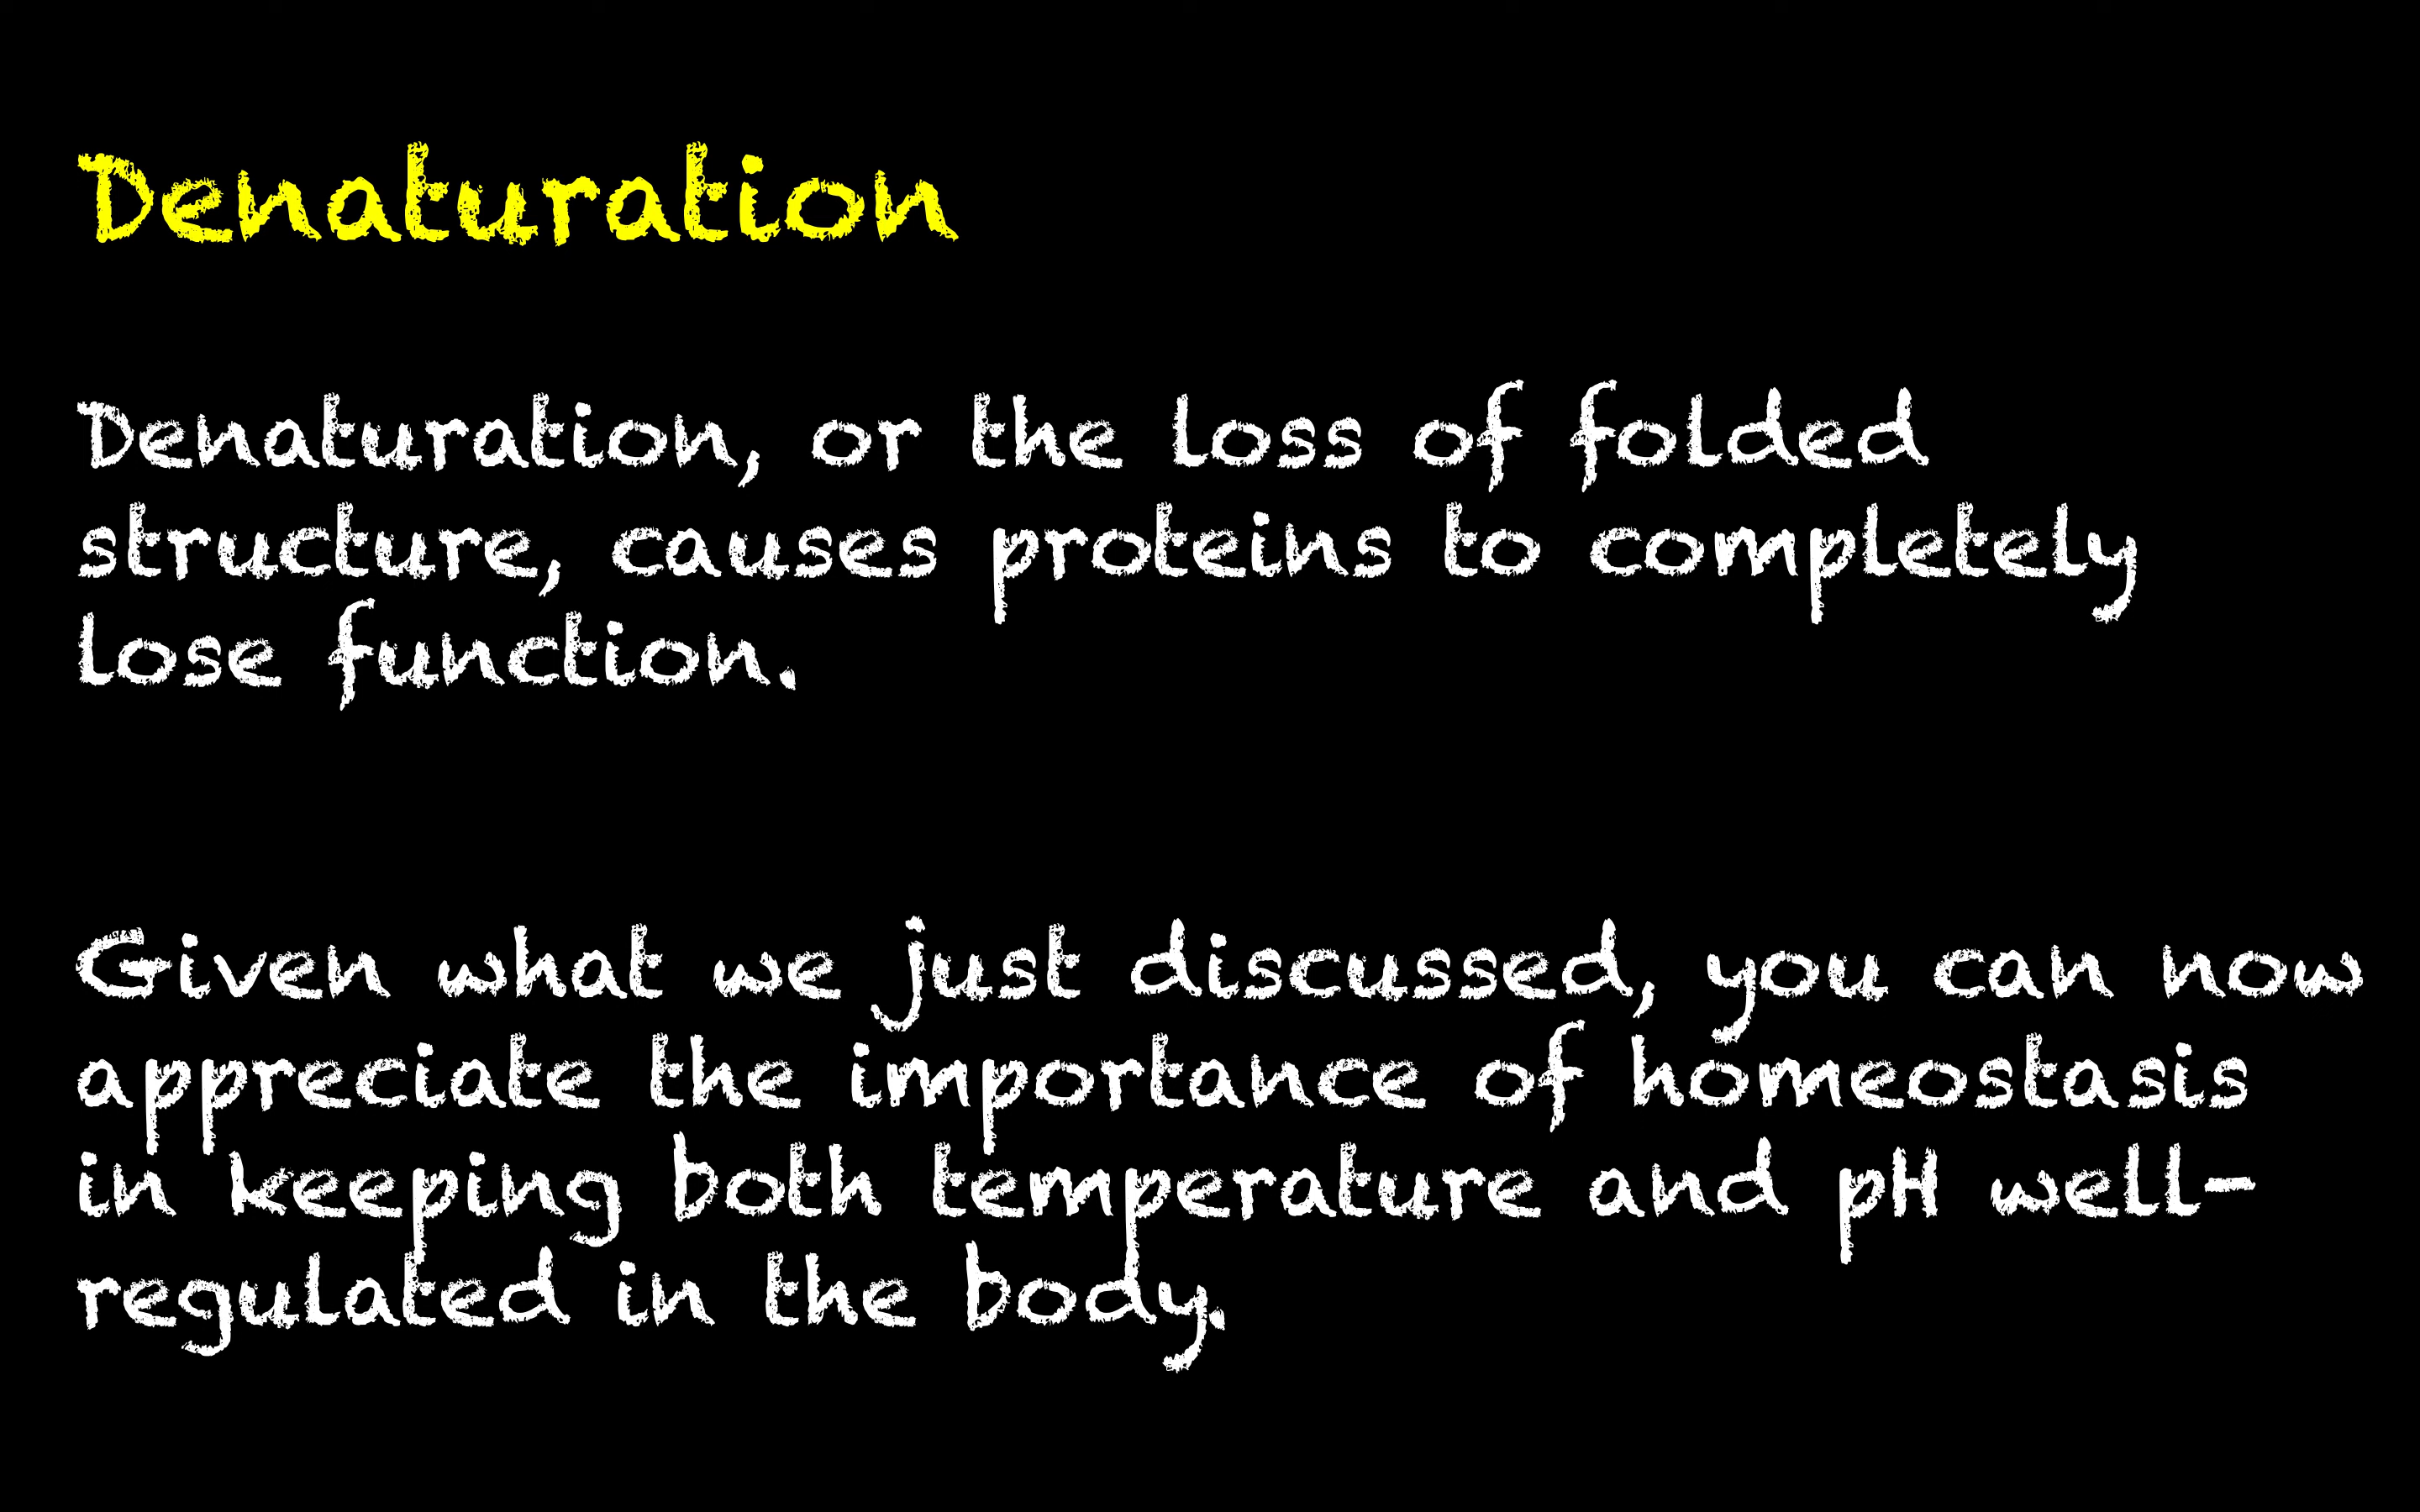 Denaturation
Denaturation, or the loss of folded
structure, causes proteins to completely
lose function.
Given what we just discussed, you can now
appreciate the importance of homeostasis
in keeping both temperature and pH well-
regulated in the body.